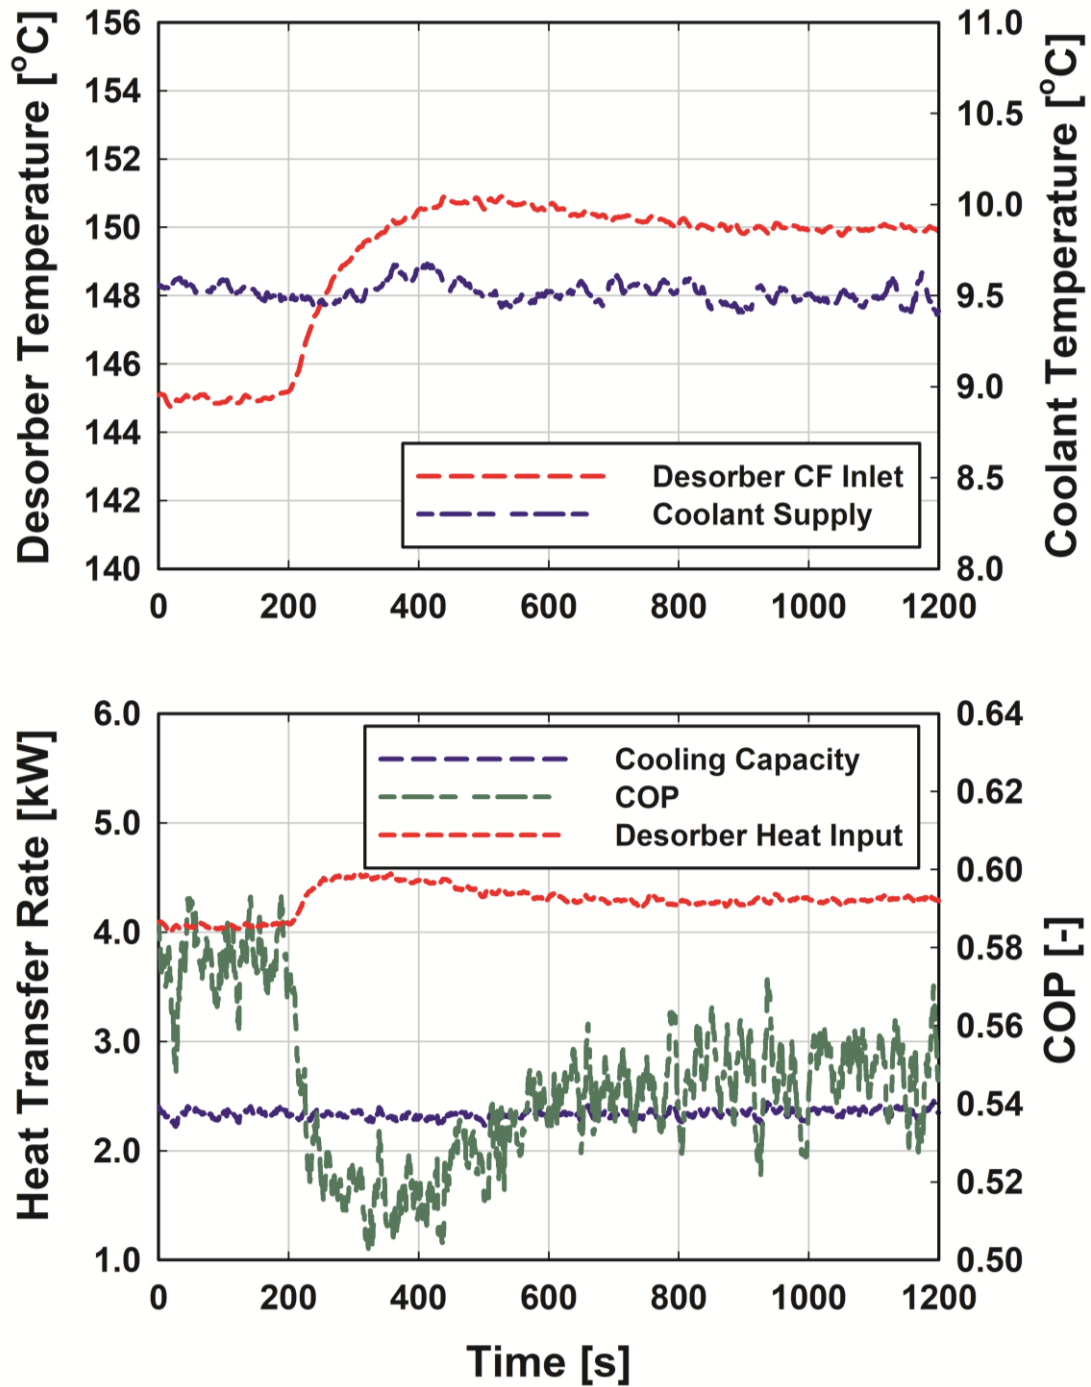 Desorber Temperature [°C]
156
154
152
150
148
146
144
142
140
11.0
10.5
10.0
9.5
9.0
8.5
8.0
Coolant Temperature [°C]
Desorber CF Inlet
Coolant Supply
0 200 400 600 800 1000 1200
Heat Transfer Rate [kW]
6.0
5.0
4.0
3.0
2.0
1.0
0.64
0.62
0.60
0.58
0.56
0.54
0.52
0.50
COP [-]
Cooling Capacity
COP
Desorber Heat Input
0 200 400 600 800 1000 1200
Time [s]